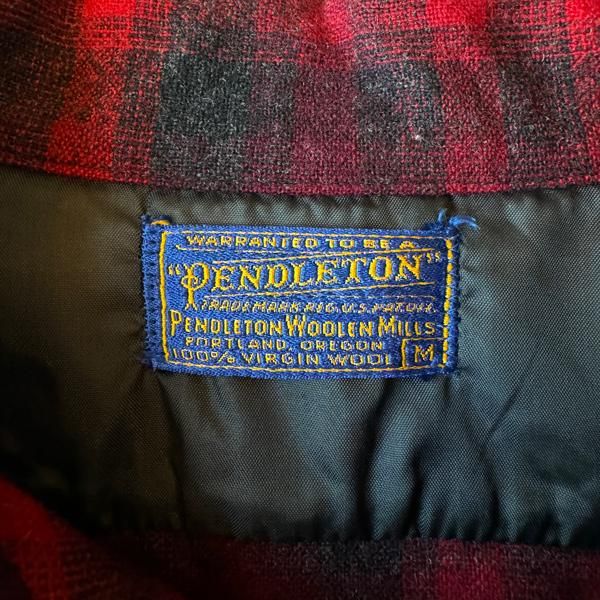 WARRANTED TO BE A
"PENDLETON"
TRADE MARK REG. U.S. PAT. OFF.
PENDLETON WOOLEN MILLS
PORTLAND, OREGON
100% VIRGIN WOOL M